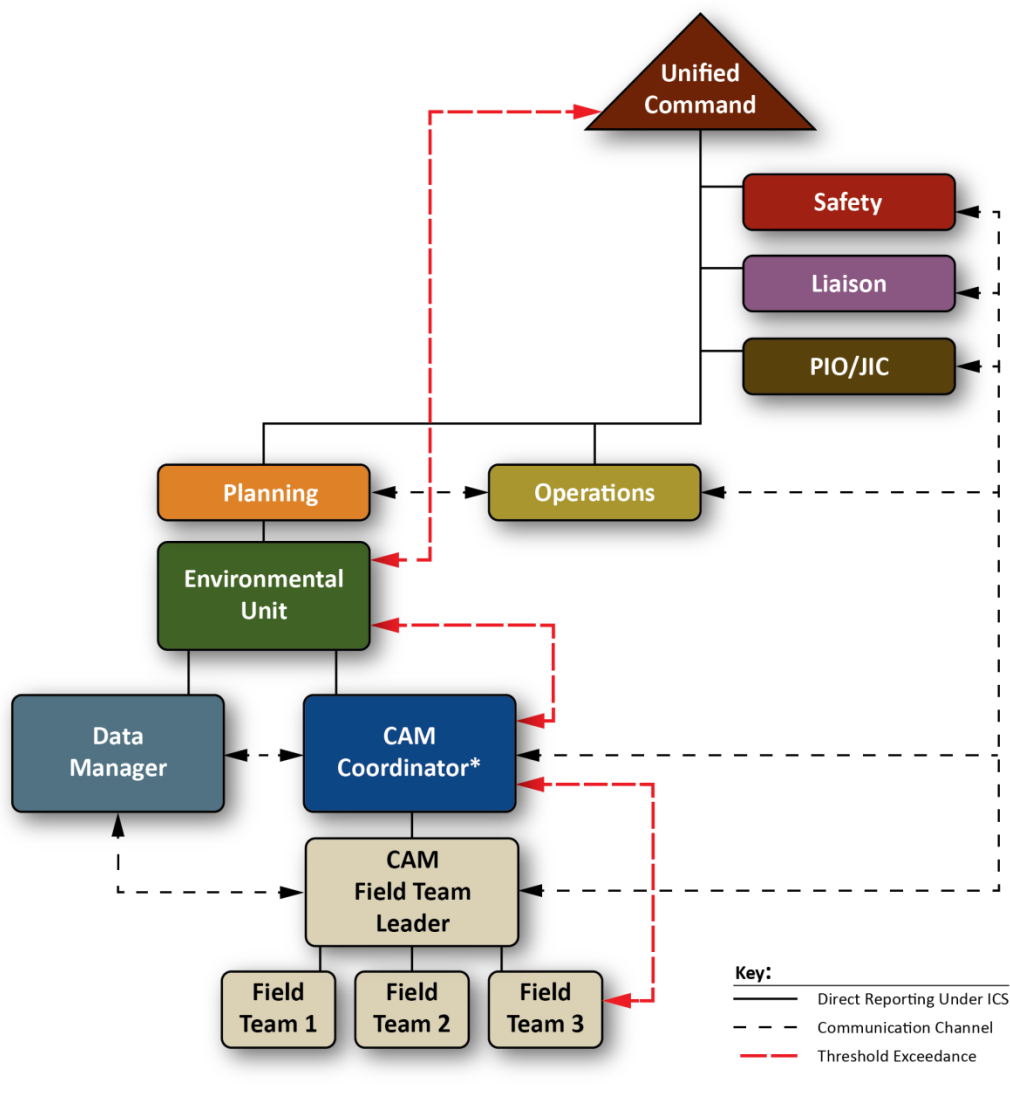 Unified
Command
Safety
Liaison
PIO/JIC
Planning
Operations
Environmental
Unit
Data
Manager
CAM
Coordinator*
CAM
Field Team
Leader
Field
Team 1
Field
Team 2
Field
Team 3
Key:
Direct Reporting Under ICS
Communication Channel
Threshold Exceedance